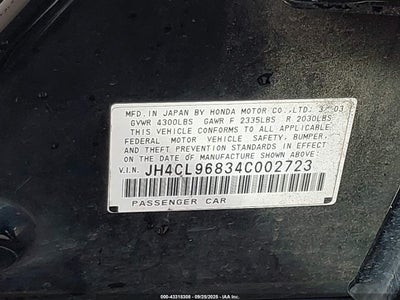 MFD. IN JAPAN BY HONDA MOTOR CO., LTD. 3/03
GVWR 4300LBS GAWR F 2335LBS R 2030LBS
THIS VEHICLE CONFORMS TO ALL APPLICABLE
FEDERAL MOTOR VEHICLE SAFETY, BUMPER,
AND THEFT PREVENTION STANDARDS IN EFFECT
ON THE DATE OF MANUFACTURE SHOWN ABOVE.
V.I.N. JH4CL96834C002723
PASSENGER CAR
000-43318308 - 09/25/2025 - IAA Inc.